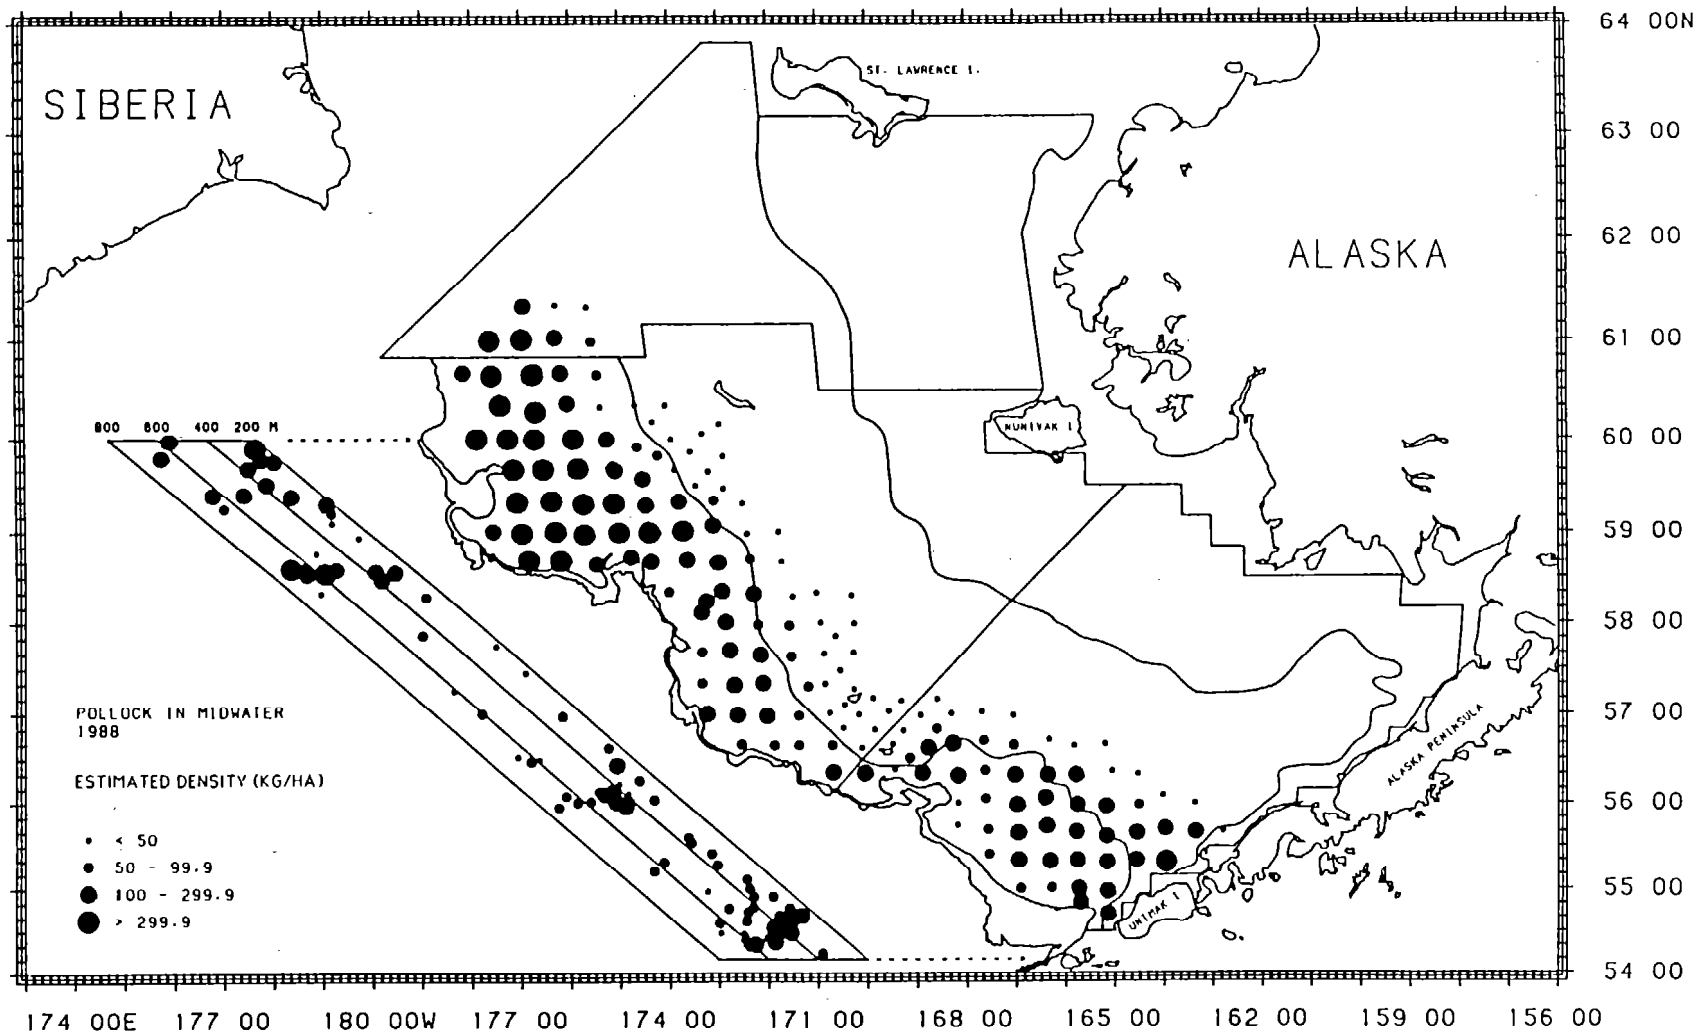 64 00N
ST. LAWRENCE I.
SIBERIA
63 00
62 00
ALASKA
61 00
800 600 400 200 M
NUNIVAK I
60 00
59 00
58 00
POLLOCK IN MIDWATER
1988
57 00
ALASKA PENINSULA
ESTIMATED DENSITY (KG/HA)
56 00
< 50
50 - 99.9
100 - 299.9
> 299.9
55 00
UNIMAK I
54 00
174 00E 177 00 180 00W 177 00 174 00 171 00 168 00 165 00 162 00 159 00 156 00